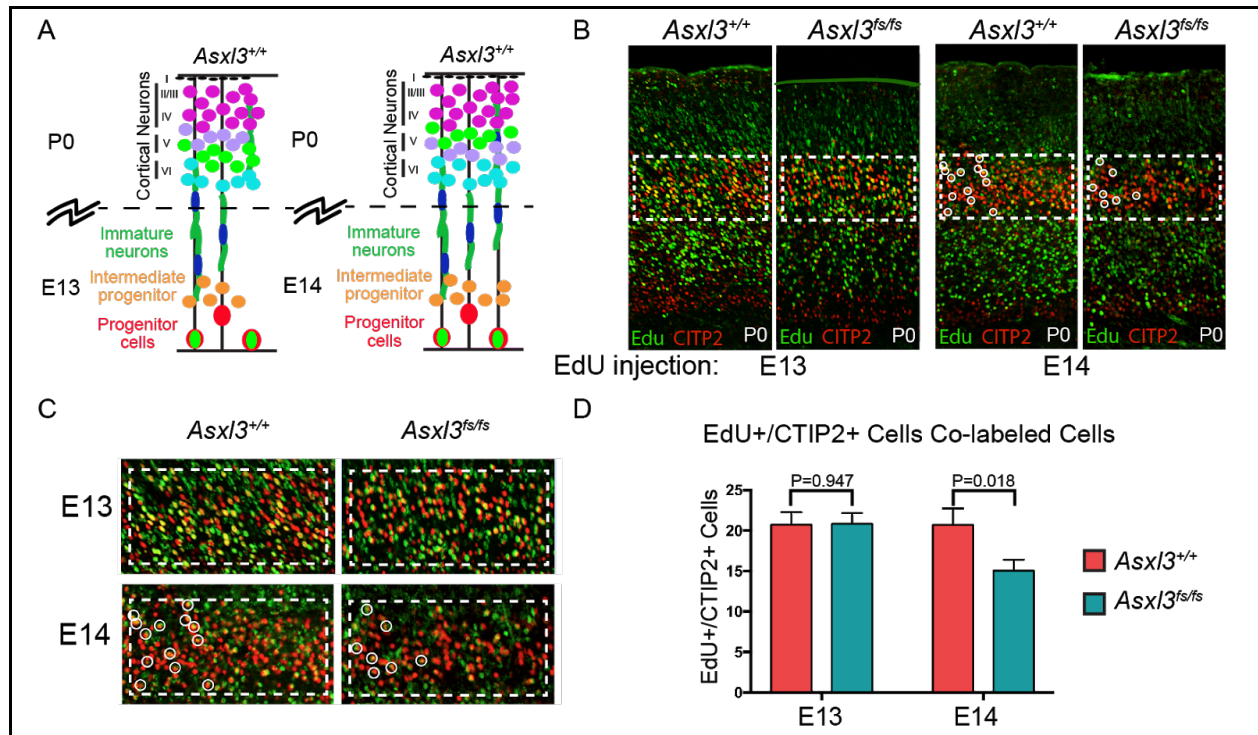 A
Asxl3+/+
Asxl3+/+
P0
Cortical Neurons
I
II/III
IV
V
VI
P0
Cortical Neurons
I
II/III
IV
V
VI
E13
Immature
neurons
Intermediate
progenitor
Progenitor
cells
E14
Immature
neurons
Intermediate
progenitor
Progenitor
cells
B
Asxl3+/+ Asxl3fs/fs Asxl3+/+ Asxl3fs/fs
Edu CITP2 P0 Edu CITP2 P0 Edu CITP2 P0 Edu CITP2 P0
EdU injection: E13 E14
C
Asxl3+/+ Asxl3fs/fs
E13
E14
D
EdU+/CTIP2+ Cells Co-labeled Cells
P=0.947 P=0.018
EdU+/CTIP2+ Cells
25
20
15
10
5
0
E13 E14
Asxl3+/+
Asxl3fs/fs